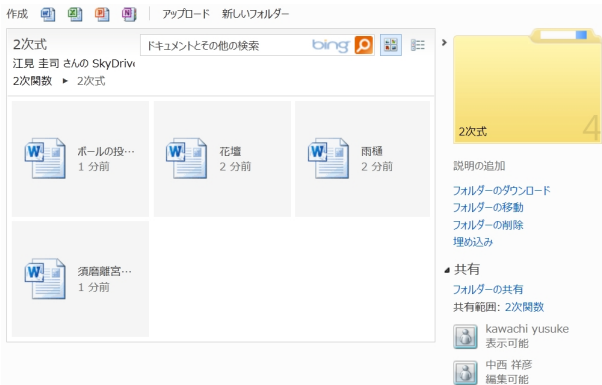 作成 アップロード 新しいフォルダー
2次式
ドキュメントとその他の検索 bing
江見 圭司 さんの SkyDrive
2次関数 ▸ 2次式
ボールの投…
1 分前
花壇
2 分前
雨樋
2 分前
須磨離宮…
1 分前
2次式
4
説明の追加
フォルダーのダウンロード
フォルダーの移動
フォルダーの削除
埋め込み
共有
フォルダーの共有
共有範囲: 2次関数
kawachi yusuke
表示可能
中西 祥彦
編集可能